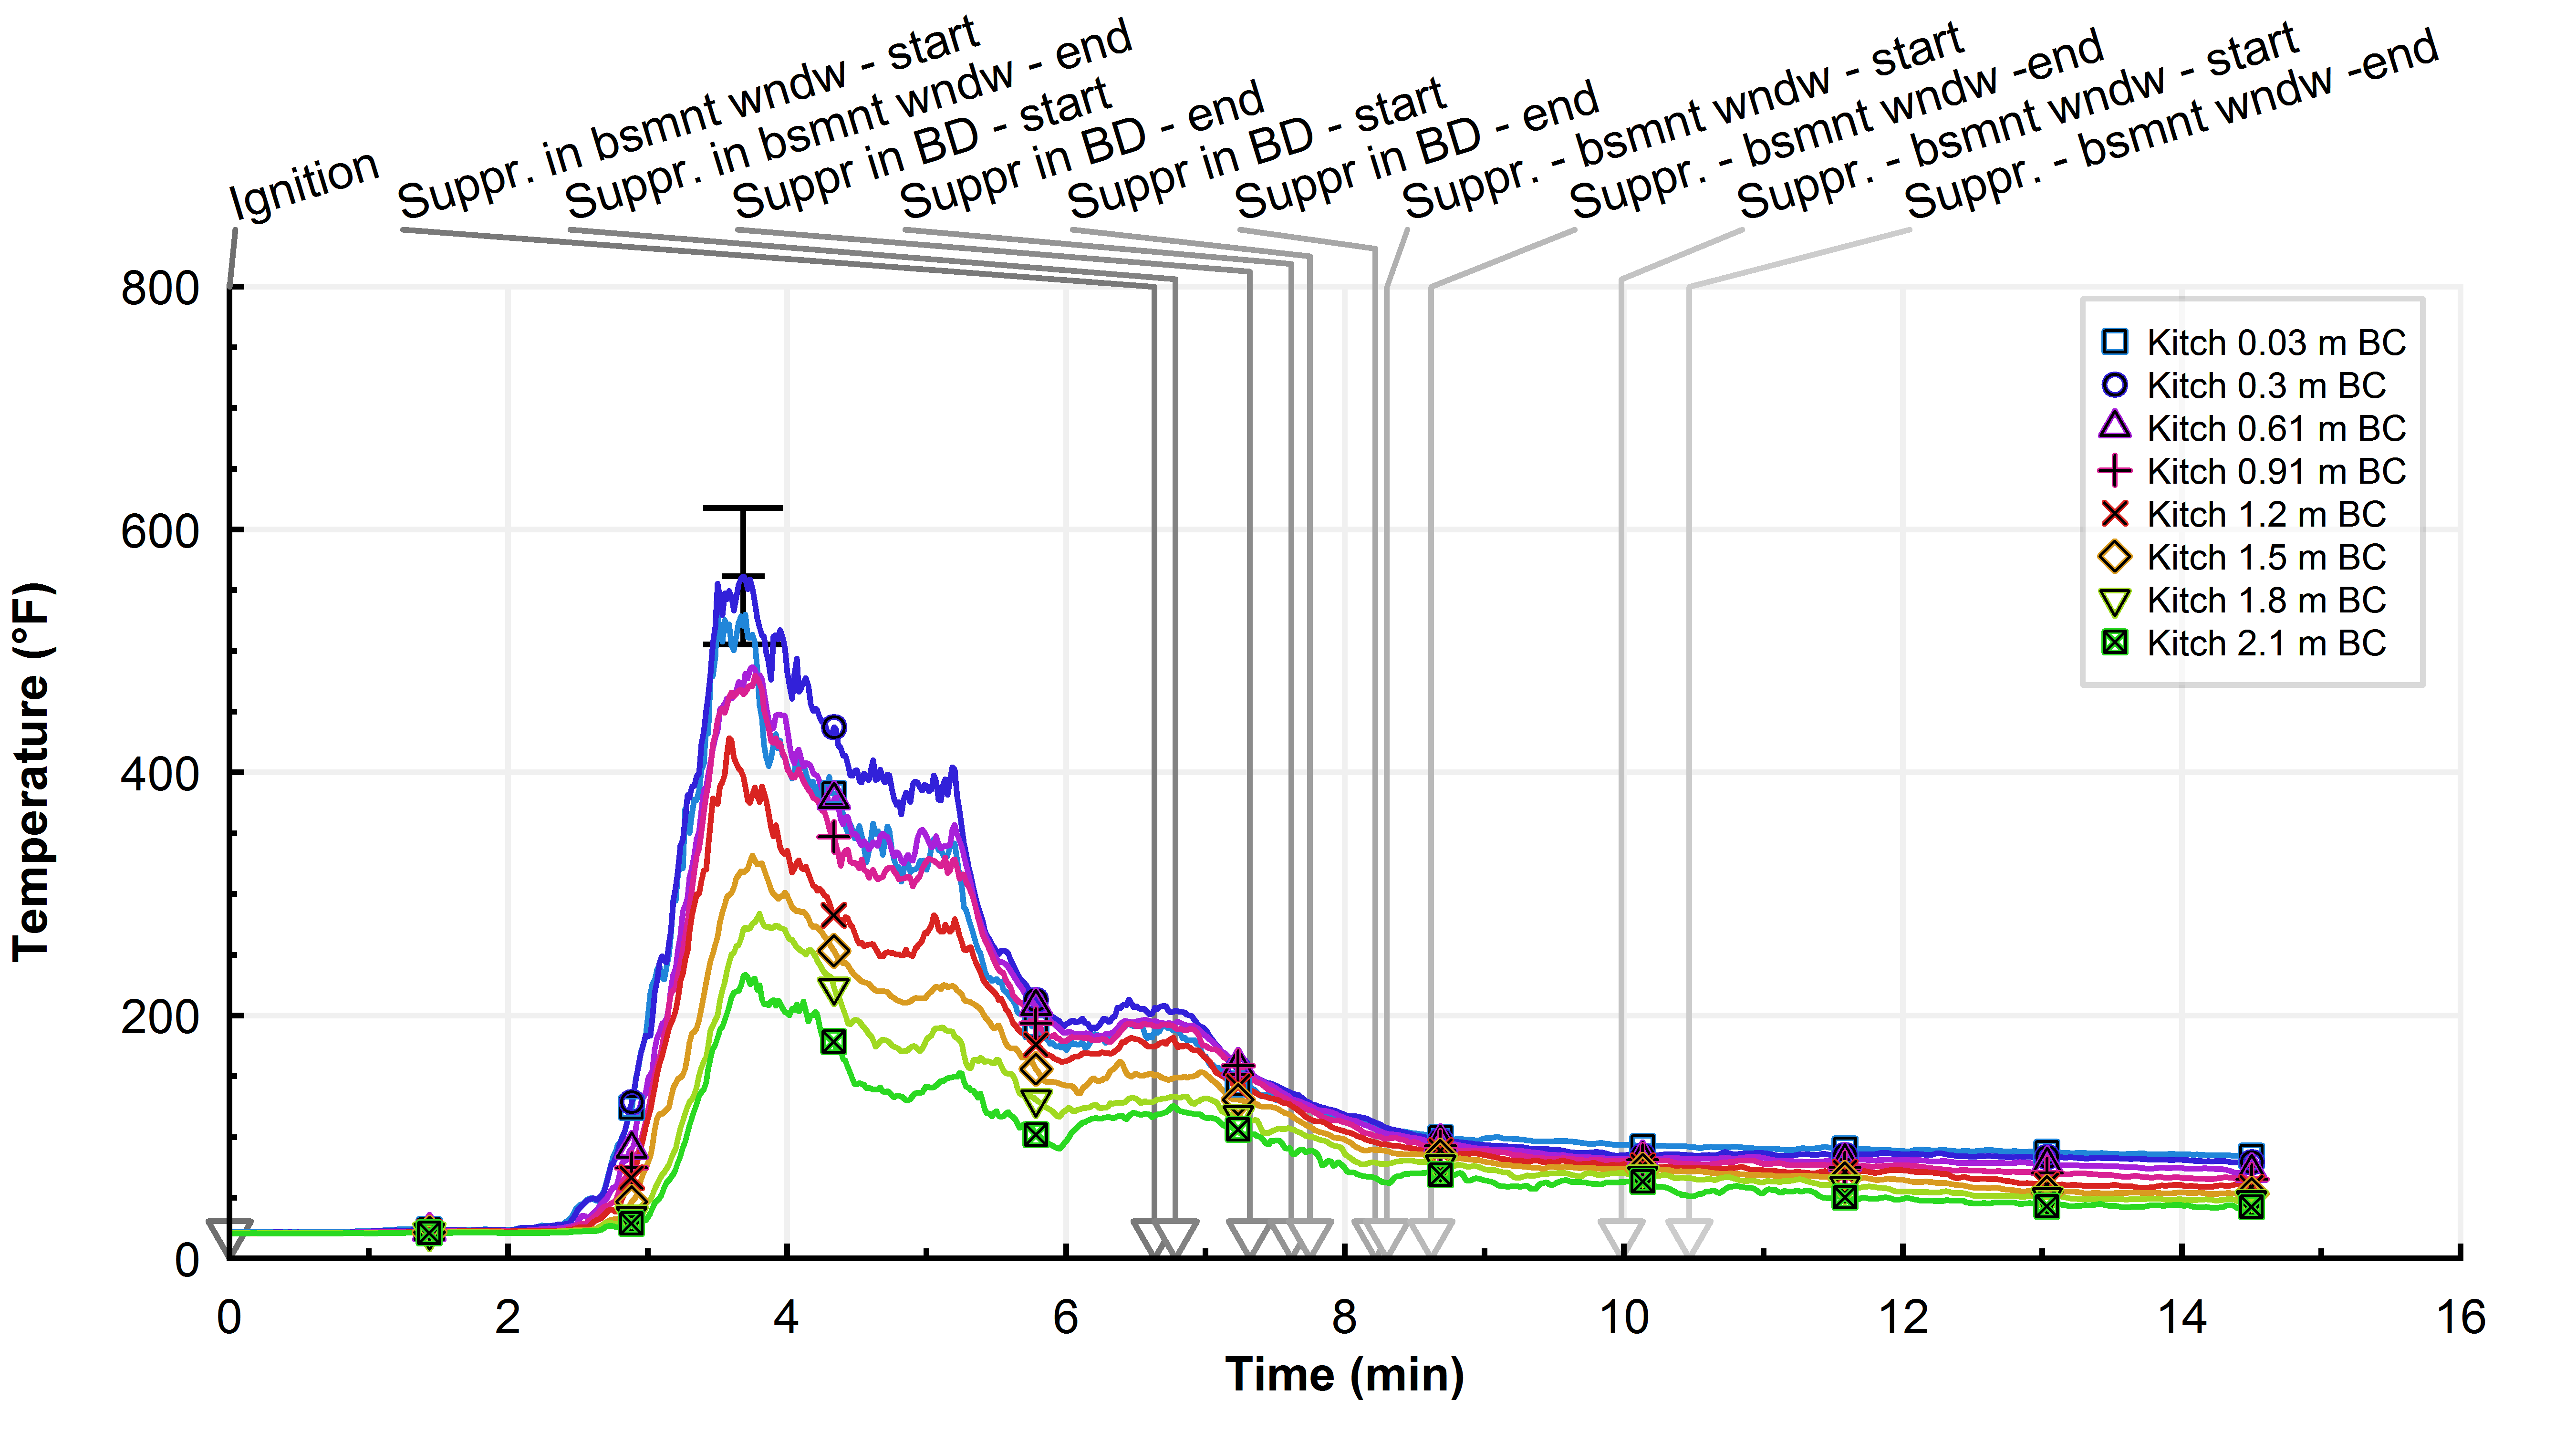 Ignition
Suppr. in bsmnt wndw - start
Suppr. in bsmnt wndw - end
Suppr in BD - start
Suppr in BD - end
Suppr in BD - start
Suppr in BD - end
Suppr. - bsmnt wndw - start
Suppr. - bsmnt wndw -end
Suppr. - bsmnt wndw - start
Suppr. - bsmnt wndw -end
800
600
400
200
0
Temperature (°F)
Kitch 0.03 m BC
Kitch 0.3 m BC
Kitch 0.61 m BC
Kitch 0.91 m BC
Kitch 1.2 m BC
Kitch 1.5 m BC
Kitch 1.8 m BC
Kitch 2.1 m BC
0 2 4 6 8 10 12 14 16
Time (min)